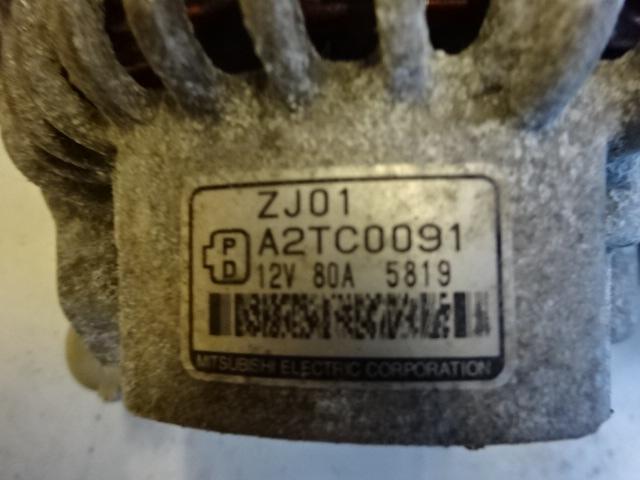 ZJ01
P D A2TC0091
12V 80A 5819
MITSUBISHI ELECTRIC CORPORATION